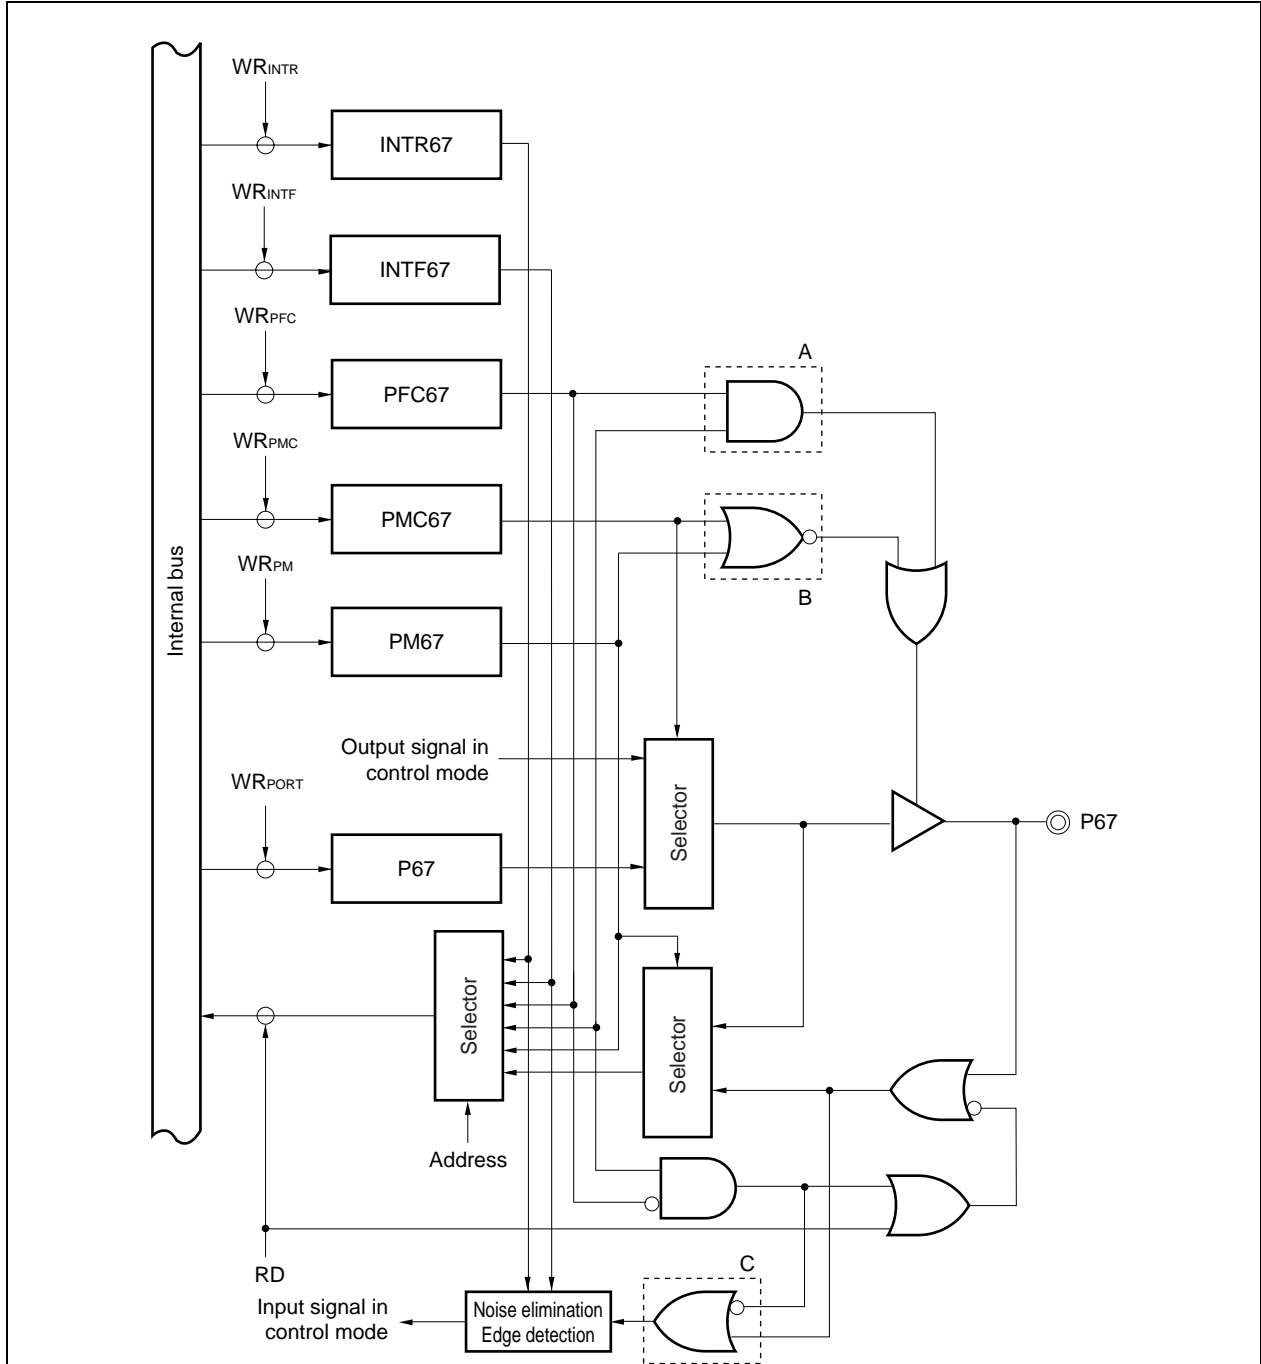 WRINTR
INTR67
WRINTF
INTF67
WRPFC
PFC67
A
WRPMC
PMC67
B
WRPM
PM67
Internal bus
Output signal in
control mode
Selector
WRPORT
P67
P67
Selector
Selector
Address
RD
C
Input signal in
control mode
Noise elimination
Edge detection